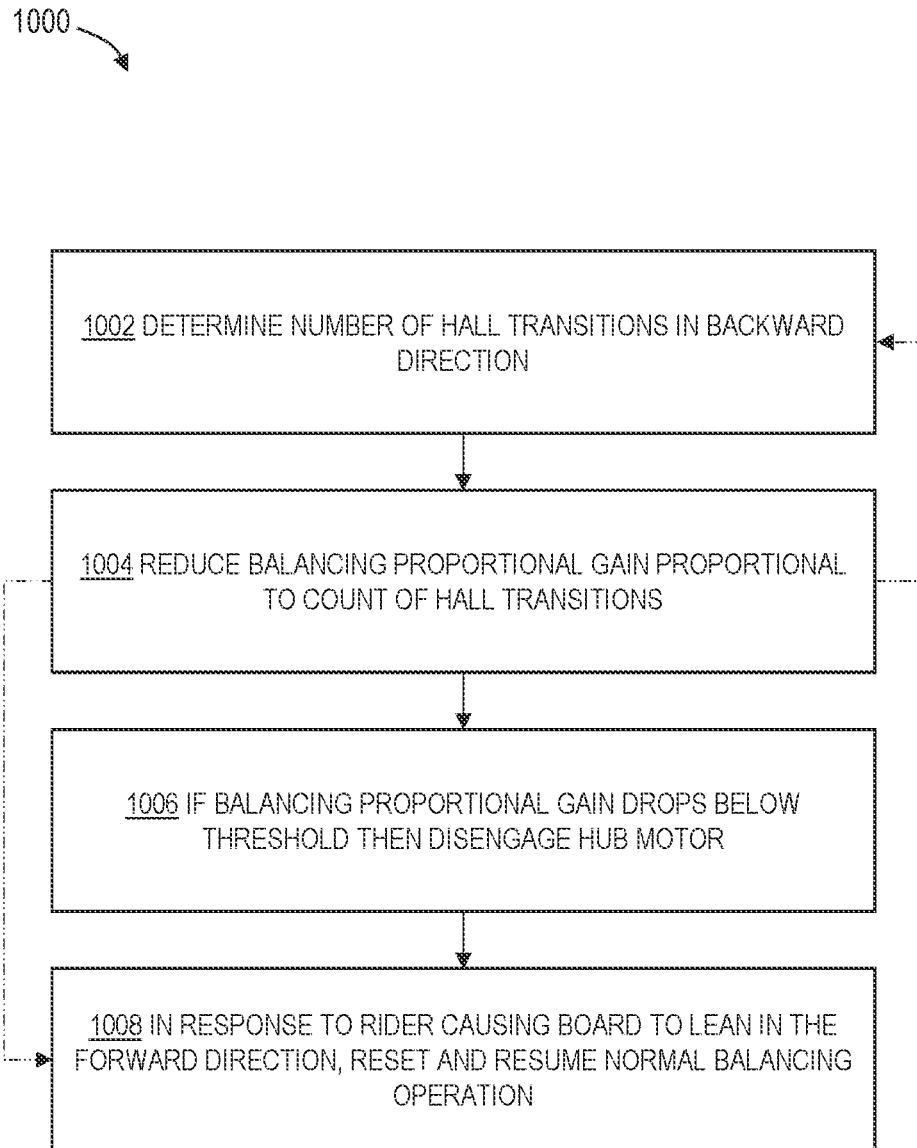 1000
1002 DETERMINE NUMBER OF HALL TRANSITIONS IN BACKWARD
DIRECTION
1004 REDUCE BALANCING PROPORTIONAL GAIN PROPORTIONAL
TO COUNT OF HALL TRANSITIONS
1006 IF BALANCING PROPORTIONAL GAIN DROPS BELOW
THRESHOLD THEN DISENGAGE HUB MOTOR
1008 IN RESPONSE TO RIDER CAUSING BOARD TO LEAN IN THE
FORWARD DIRECTION, RESET AND RESUME NORMAL BALANCING
OPERATION